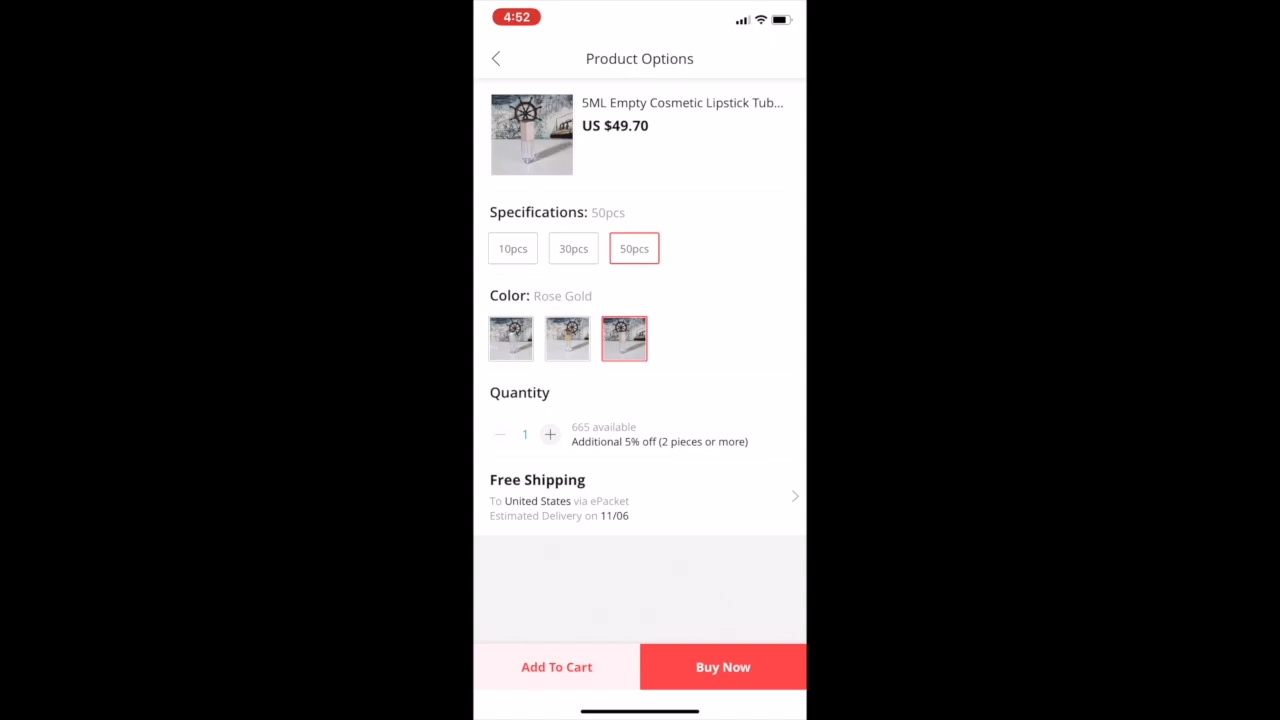 4:52
Product Options
5ML Empty Cosmetic Lipstick Tub...
US $49.70
Specifications: 50pcs
10pcs 30pcs 50pcs
Color: Rose Gold
Quantity
1
665 available
Additional 5% off (2 pieces or more)
Free Shipping
To United States via ePacket
Estimated Delivery on 11/06
Add To Cart Buy Now